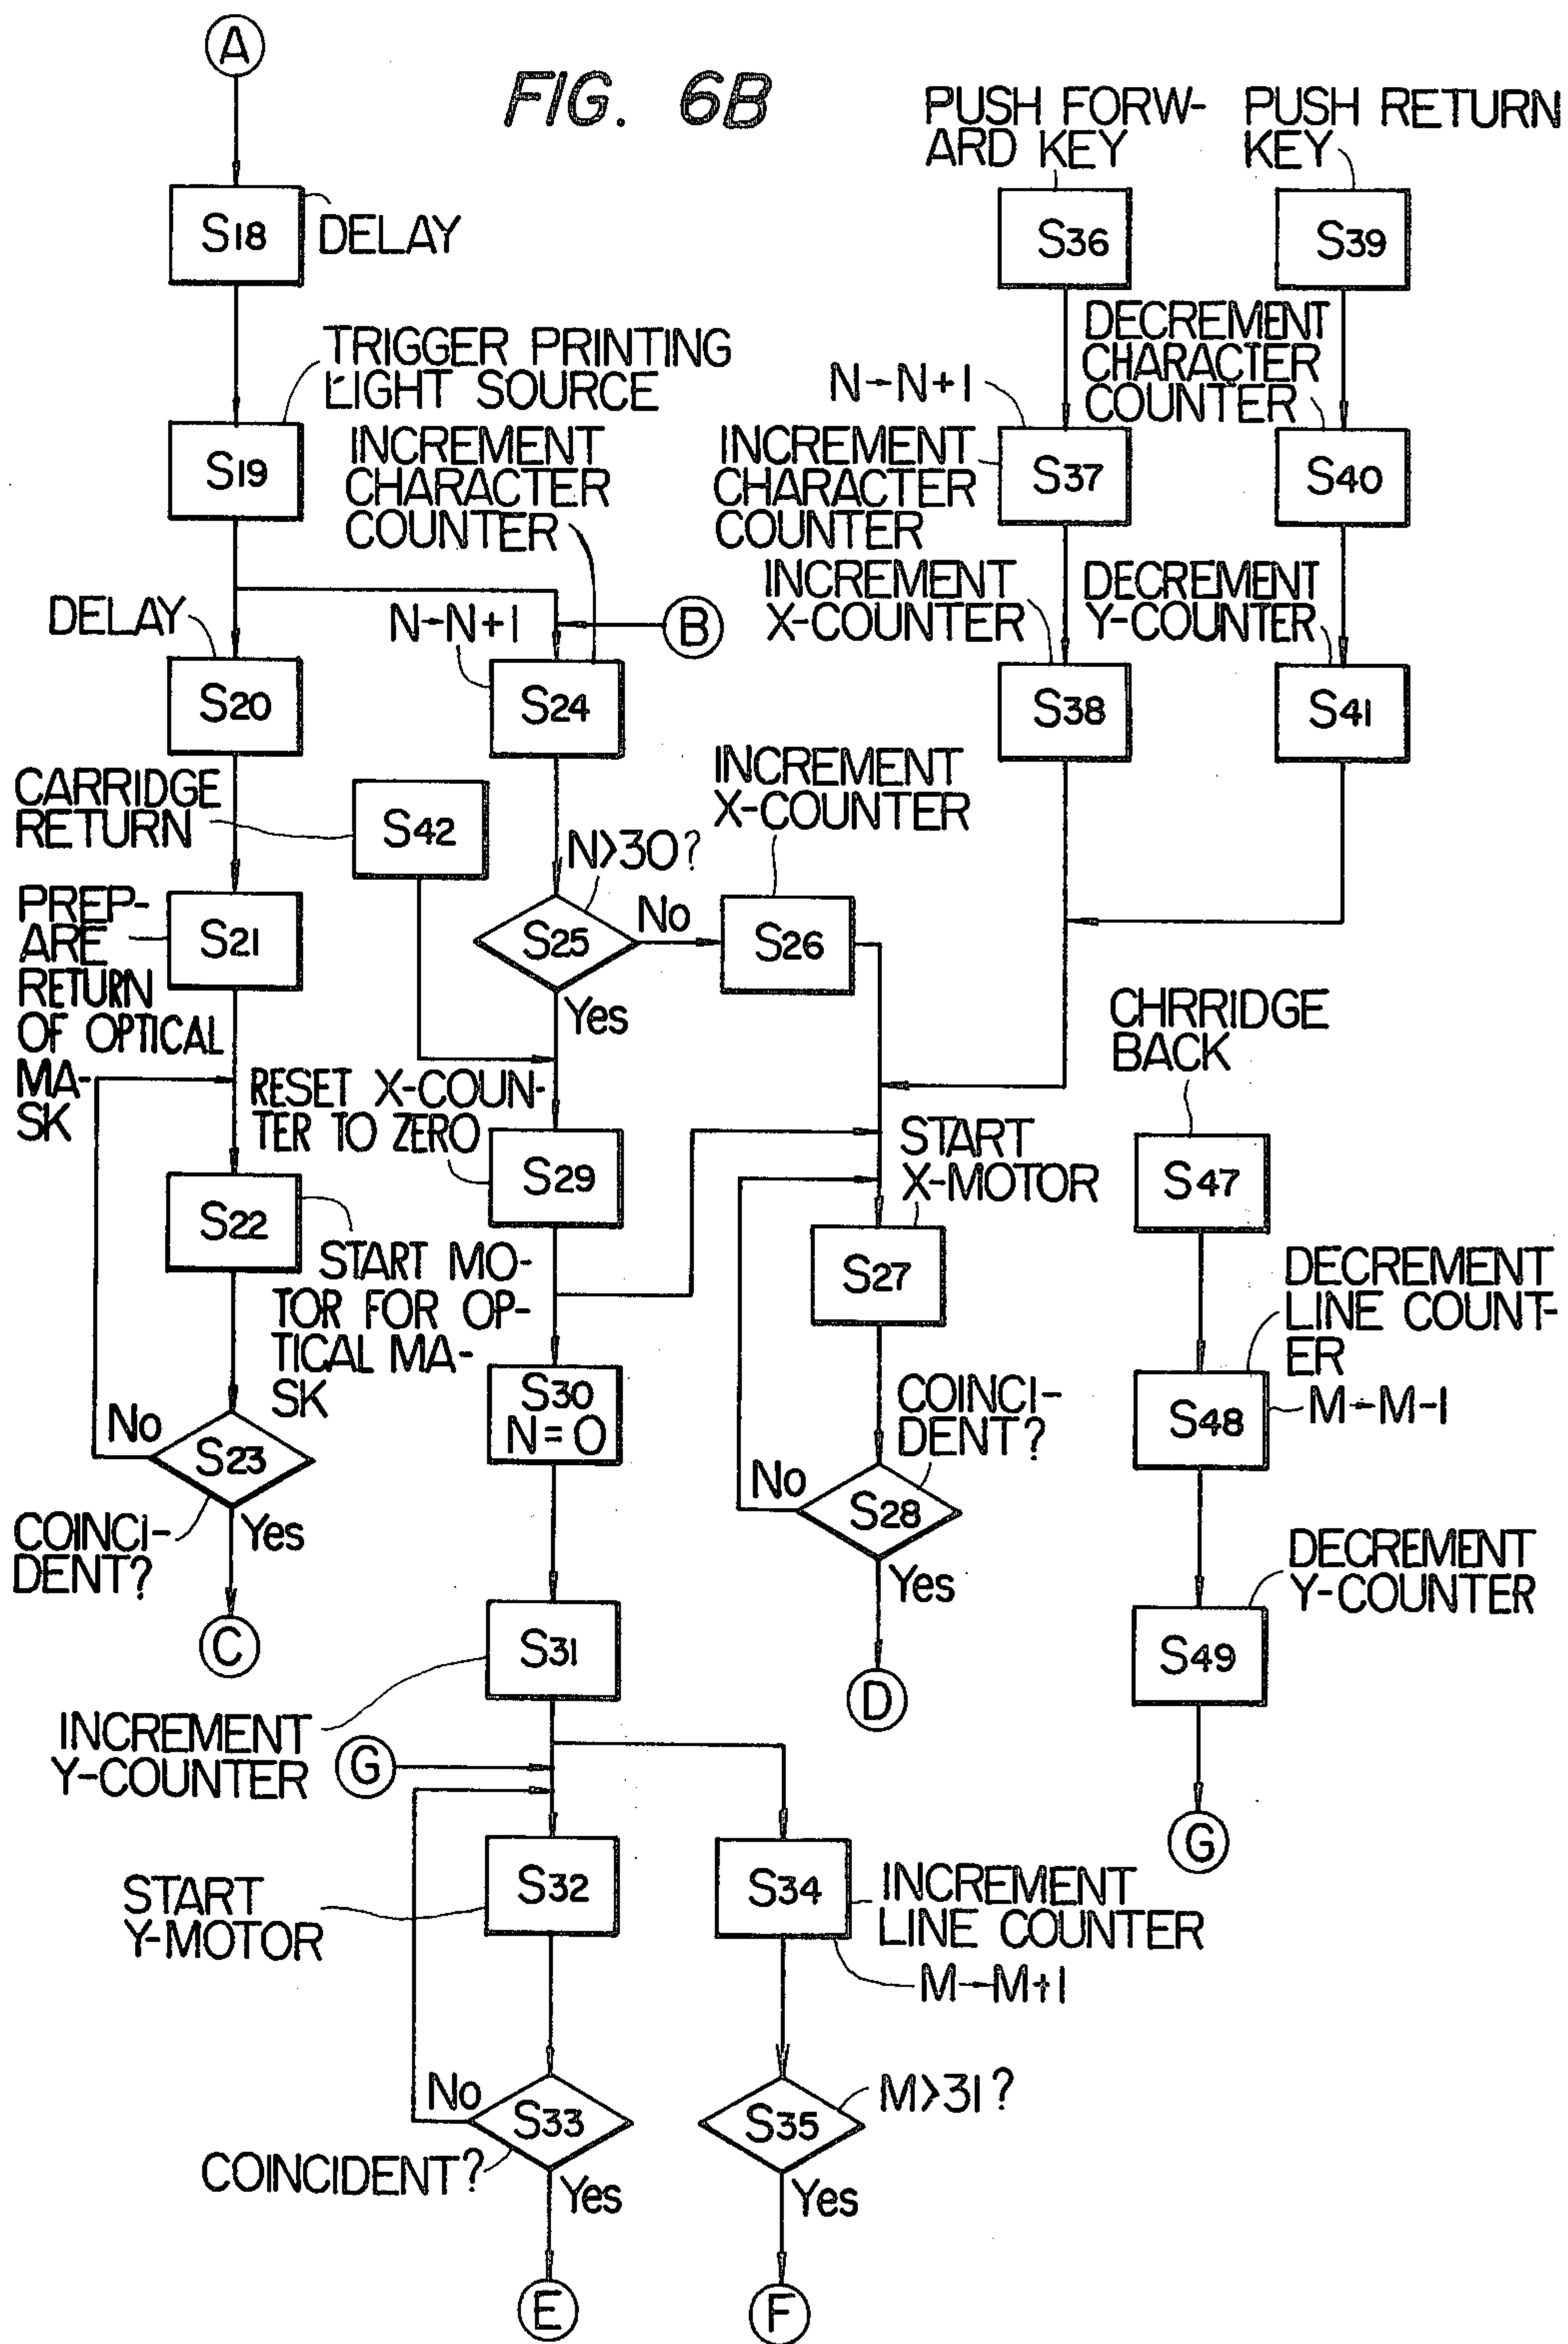 A
FIG. 6B
PUSH FORW-
ARD KEY
PUSH RETURN
KEY
S18
DELAY
S36
S39
TRIGGER PRINTING
LIGHT SOURCE
DECREMENT
CHARACTER
COUNTER
N→N+1
S19
INCREMENT
CHARACTER
COUNTER
INCREMENT
CHARACTER
COUNTER
S37
S40
DELAY
N→N+1
B
INCREMENT
X-COUNTER
DECREMENT
Y-COUNTER
S20
S24
S38
S41
CARRIDGE
RETURN
S42
INCREMENT
X-COUNTER
N>30?
PREP-
ARE
RETURN
OF OPTICAL
MA-
SK
S21
S25
No
S26
Yes
CHRRIDGE
BACK
RESET X-COUN-
TER TO ZERO
START
X-MOTOR
S29
S47
S22
START MO-
TOR FOR OP-
TICAL MA-
SK
S27
DECREMENT
LINE COUNT-
ER
M→M-1
S30
N=0
COINCI-
DENT?
S48
No
S23
No
S28
COINCI-
DENT?
Yes
Yes
DECREMENT
Y-COUNTER
C
S31
D
S49
INCREMENT
Y-COUNTER
G
G
START
Y-MOTOR
S32
S34
INCREMENT
LINE COUNTER
M→M+1
No
S33
S35
M>31?
COINCIDENT?
Yes
Yes
E
F